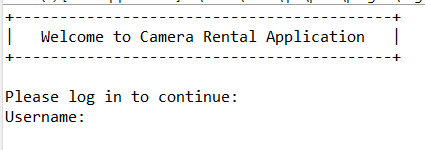 +------------------------------------------+
|   Welcome to Camera Rental Application   |
+------------------------------------------+
Please log in to continue:
Username: